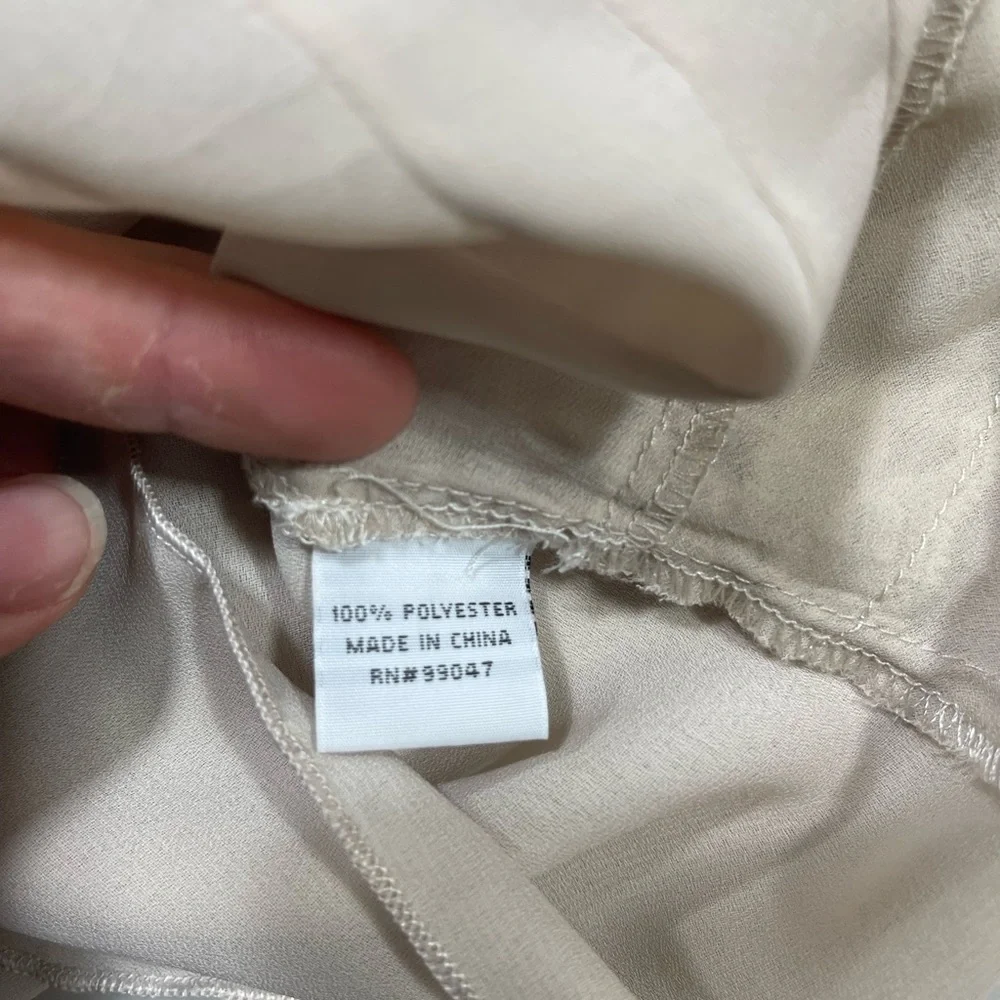 100% POLYESTER
MADE IN CHINA
RN#99047